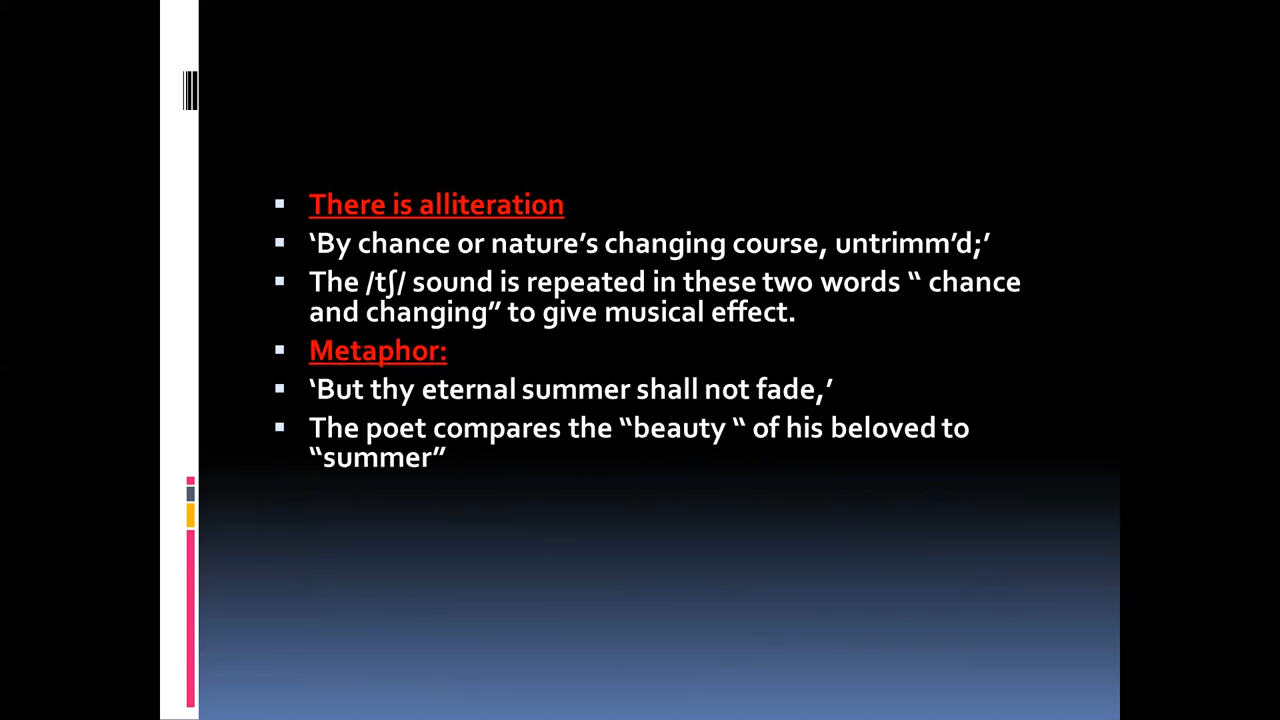 There is alliteration
‘By chance or nature’s changing course, untrimm’d;’
The /tʃ/ sound is repeated in these two words “ chance
and changing” to give musical effect.
Metaphor:
‘But thy eternal summer shall not fade,’
The poet compares the “beauty “ of his beloved to
“summer”